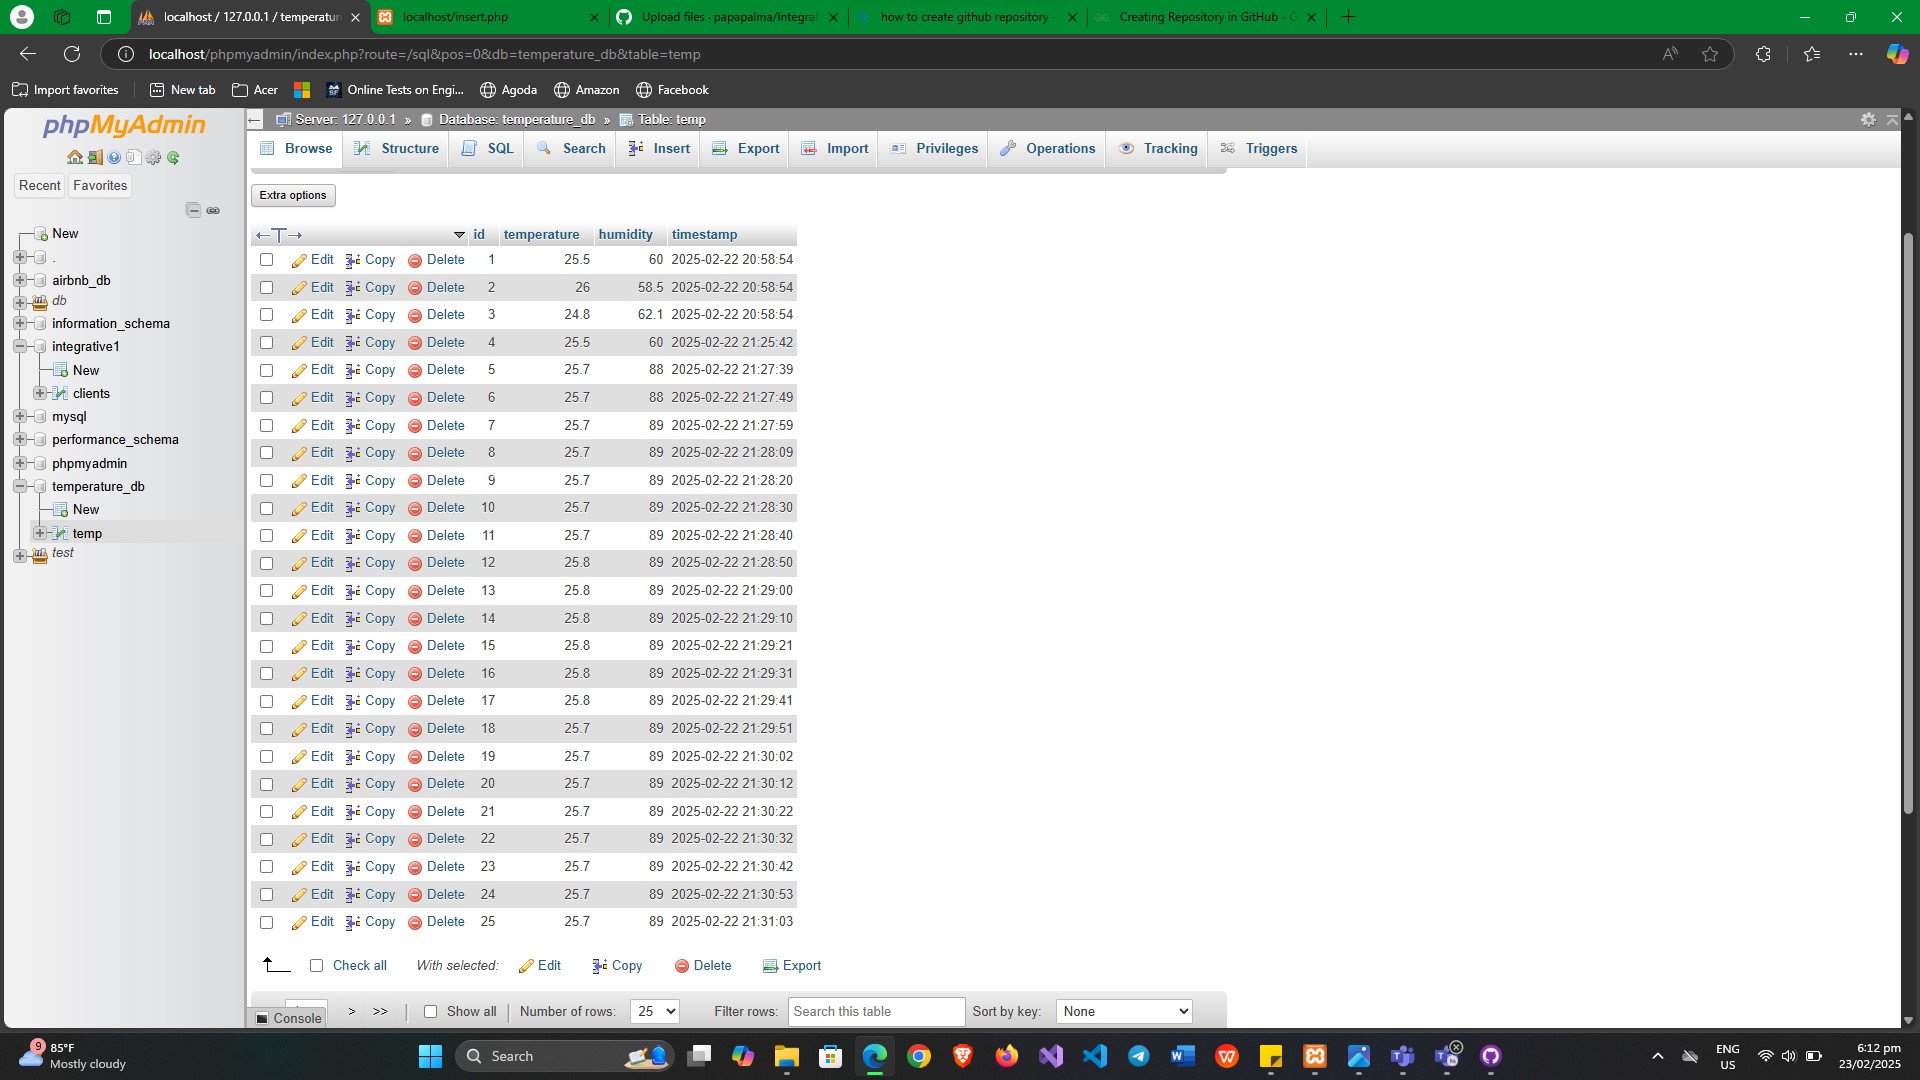 localhost / 127.0.0.1 / temperatur
localhost/insert.php
Upload files · papapalma/Integrat
how to create github repository -
Creating Repository in GitHub - G
localhost/phpmyadmin/index.php?route=/sql&pos=0&db=temperature_db&table=temp
Import favorites
New tab
Acer
Online Tests on Engi...
Agoda
Amazon
Facebook
phpMyAdmin
Recent
Favorites
New
.
airbnb_db
db
information_schema
integrative1
New
clients
mysql
performance_schema
phpmyadmin
temperature_db
New
temp
test
Server: 127.0.0.1 » Database: temperature_db » Table: temp
Browse
Structure
SQL
Search
Insert
Export
Import
Privileges
Operations
Tracking
Triggers
Extra options
id temperature humidity timestamp
Edit Copy Delete 1 25.5 60 2025-02-22 20:58:54
Edit Copy Delete 2 26 58.5 2025-02-22 20:58:54
Edit Copy Delete 3 24.8 62.1 2025-02-22 20:58:54
Edit Copy Delete 4 25.5 60 2025-02-22 21:25:42
Edit Copy Delete 5 25.7 88 2025-02-22 21:27:39
Edit Copy Delete 6 25.7 88 2025-02-22 21:27:49
Edit Copy Delete 7 25.7 89 2025-02-22 21:27:59
Edit Copy Delete 8 25.7 89 2025-02-22 21:28:09
Edit Copy Delete 9 25.7 89 2025-02-22 21:28:20
Edit Copy Delete 10 25.7 89 2025-02-22 21:28:30
Edit Copy Delete 11 25.7 89 2025-02-22 21:28:40
Edit Copy Delete 12 25.8 89 2025-02-22 21:28:50
Edit Copy Delete 13 25.8 89 2025-02-22 21:29:00
Edit Copy Delete 14 25.8 89 2025-02-22 21:29:10
Edit Copy Delete 15 25.8 89 2025-02-22 21:29:21
Edit Copy Delete 16 25.8 89 2025-02-22 21:29:31
Edit Copy Delete 17 25.8 89 2025-02-22 21:29:41
Edit Copy Delete 18 25.7 89 2025-02-22 21:29:51
Edit Copy Delete 19 25.7 89 2025-02-22 21:30:02
Edit Copy Delete 20 25.7 89 2025-02-22 21:30:12
Edit Copy Delete 21 25.7 89 2025-02-22 21:30:22
Edit Copy Delete 22 25.7 89 2025-02-22 21:30:32
Edit Copy Delete 23 25.7 89 2025-02-22 21:30:42
Edit Copy Delete 24 25.7 89 2025-02-22 21:30:53
Edit Copy Delete 25 25.7 89 2025-02-22 21:31:03
Check all With selected: Edit Copy Delete Export
> >> Show all Number of rows: 25 Filter rows: Search this table Sort by key: None
Console
9
85°F
Mostly cloudy
Search
ENG
US
6:12 pm
23/02/2025